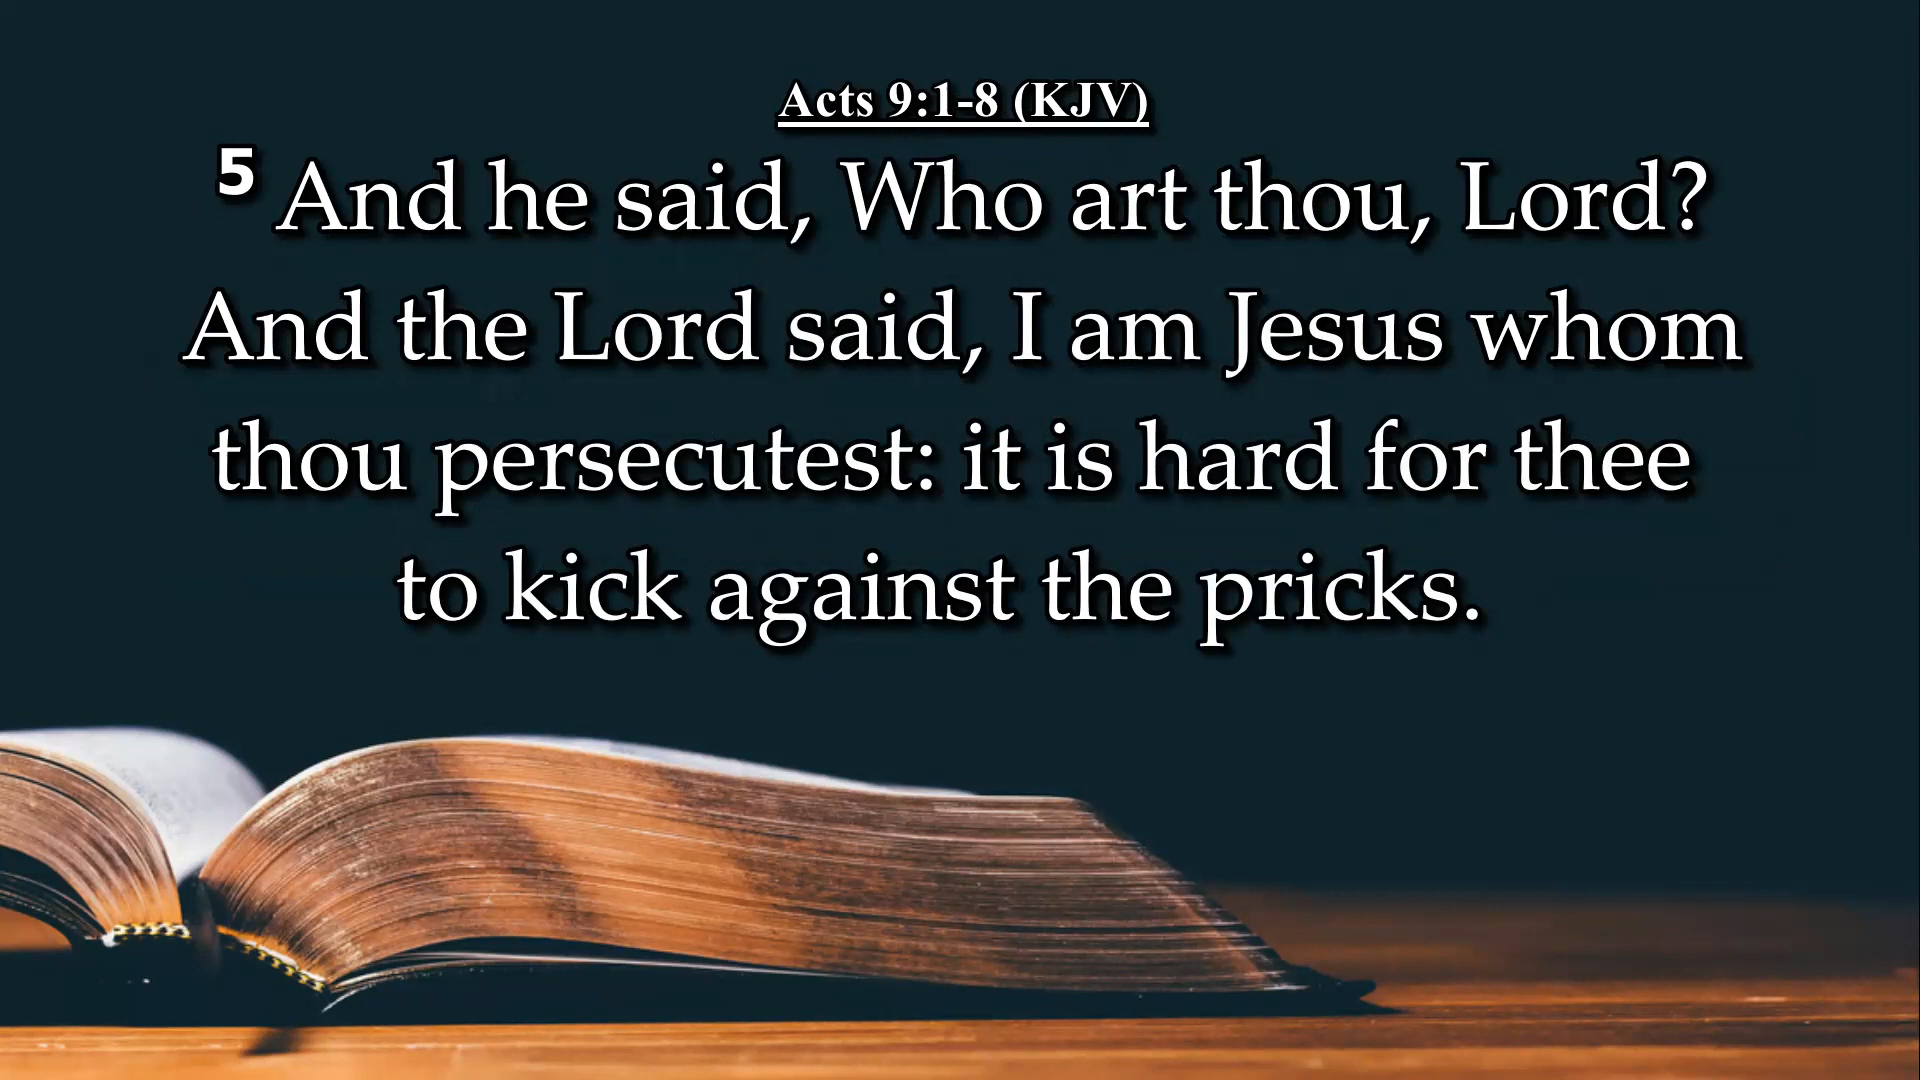 Acts 9:1-8 (KJV)
5 And he said, Who art thou, Lord?
And the Lord said, I am Jesus whom
thou persecutest: it is hard for thee
to kick against the pricks.